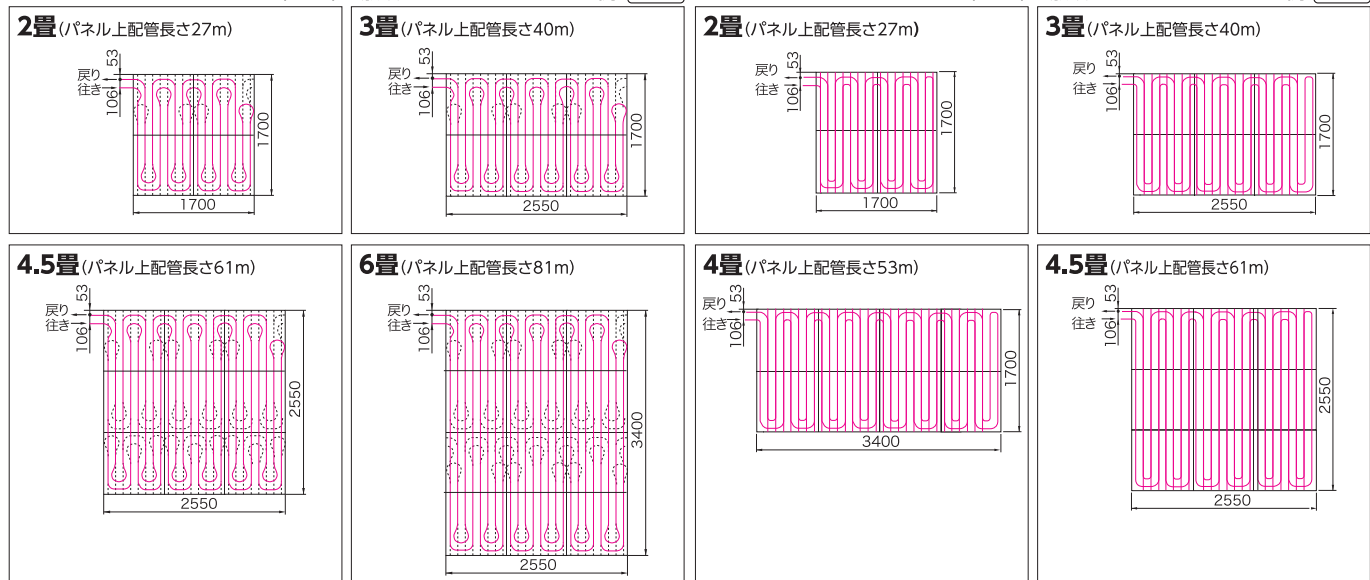 2畳(パネル上配管長さ27m)
53
戻り
往き
106
1700
1700
3畳(パネル上配管長さ40m)
53
戻り
往き
106
1700
2550
2畳(パネル上配管長さ27m)
53
戻り
往き
106
1700
1700
3畳(パネル上配管長さ40m)
53
戻り
往き
106
1700
2550
4.5畳(パネル上配管長さ61m)
53
戻り
往き
106
2550
2550
6畳(パネル上配管長さ81m)
53
戻り
往き
106
3400
2550
4畳(パネル上配管長さ53m)
53
戻り
往き
106
1700
3400
4.5畳(パネル上配管長さ61m)
53
戻り
往き
106
2550
2550